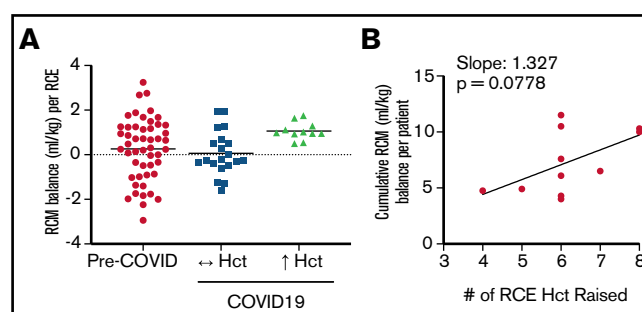 A
RCM balance (ml/kg) per RCE
4
2
0
-2
-4
Pre-COVID
↔ Hct
↑ Hct
COVID19
B
Slope: 1.327
p = 0.0778
Cumulative RCM (ml/kg)
balance per patient
15
10
5
0
3
4
5
6
7
8
# of RCE Hct Raised